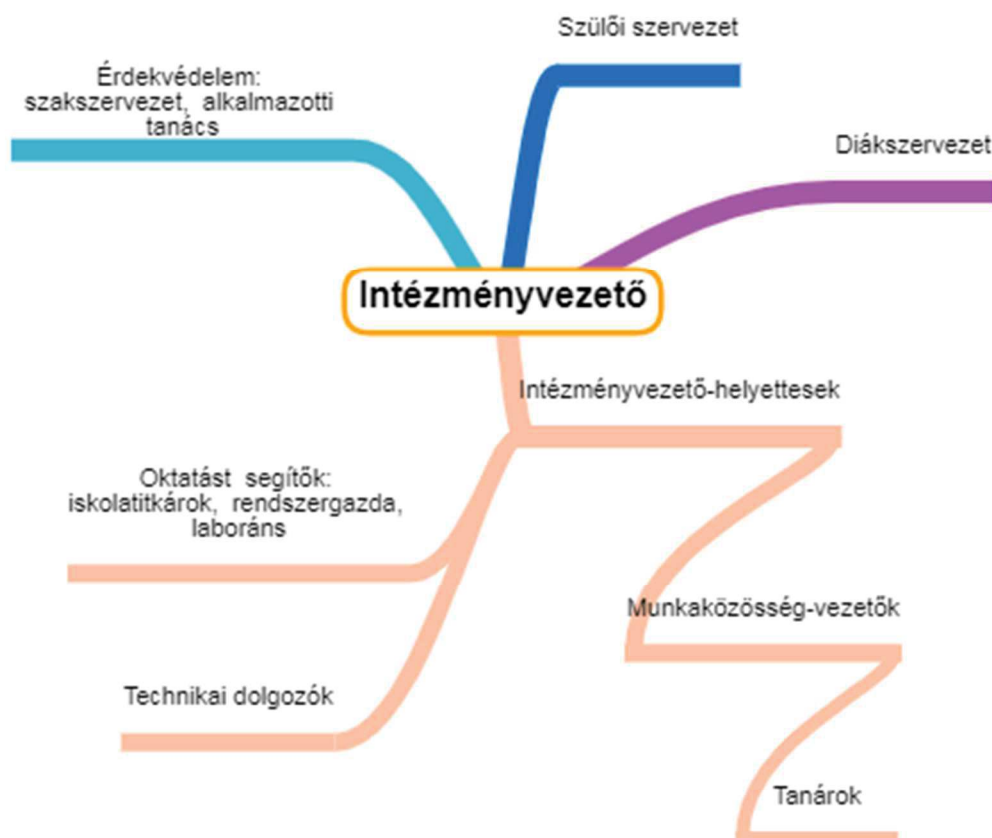 Szülői szervezet
Érdekvédelem:
szakszervezet, alkalmazotti
tanács
Diákszervezet
Intézményvezető
Intézményvezető-helyettesek
Oktatást segítők:
iskolatitkárok, rendszergazda,
laboráns
Munkaközösség-vezetők
Technikai dolgozók
Tanárok